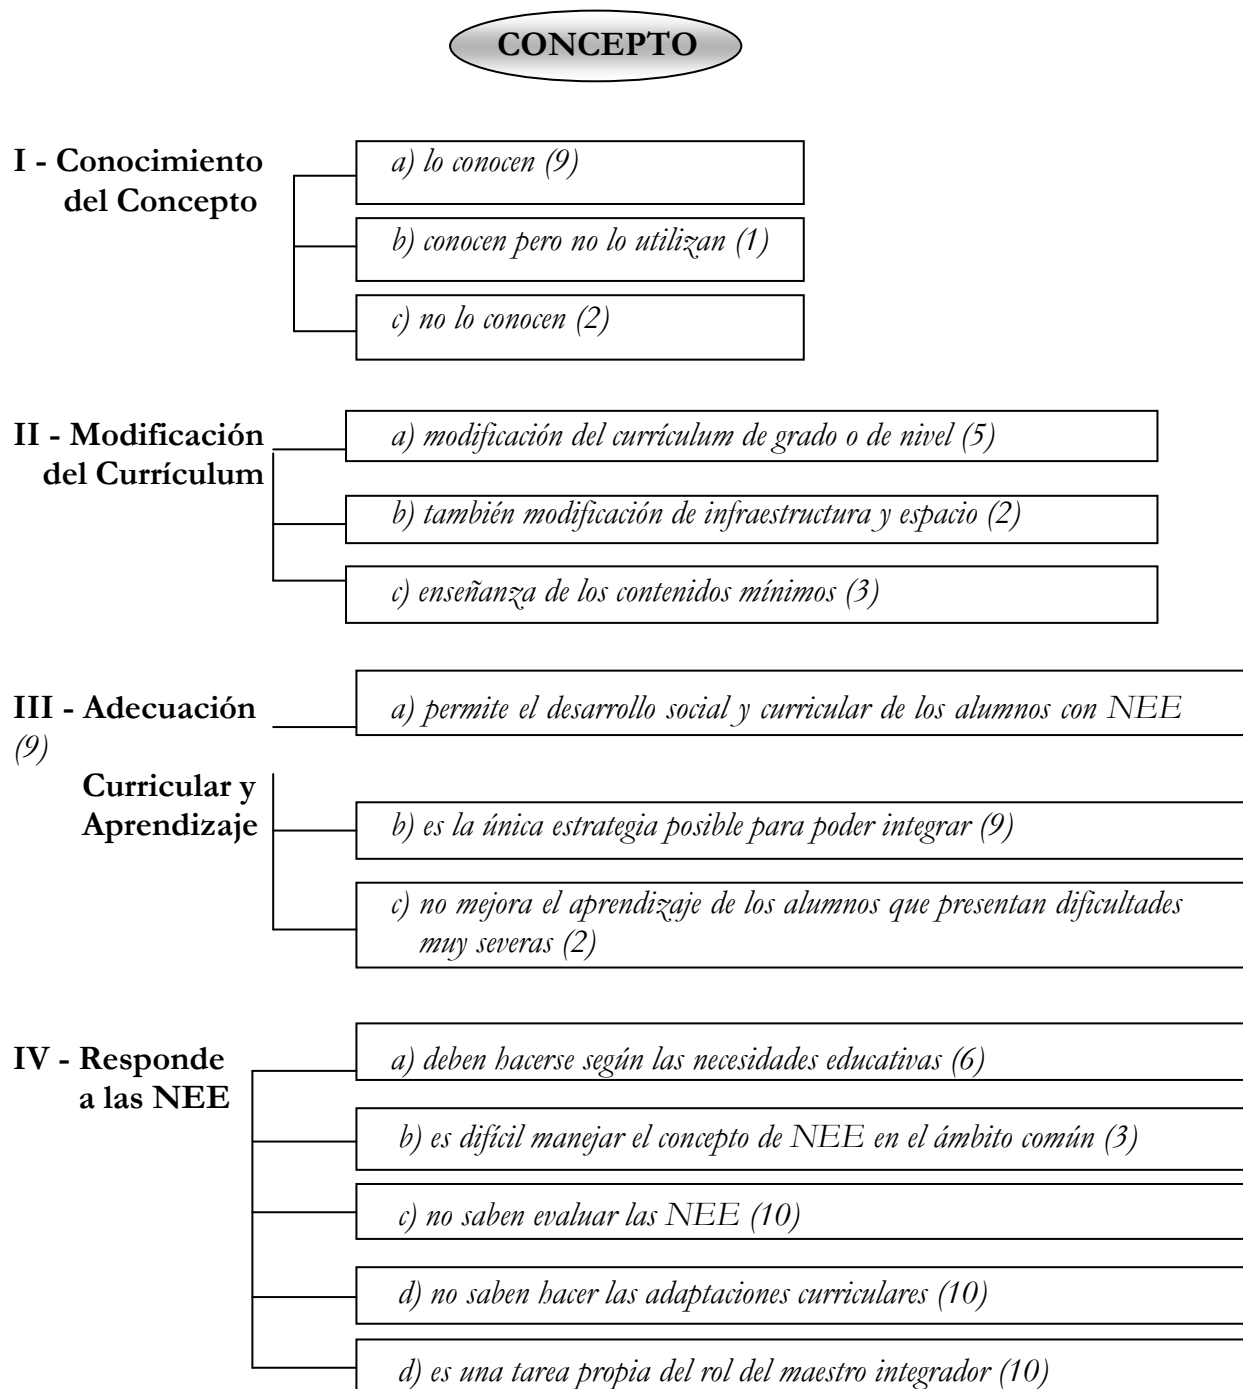 CONCEPTO
I - Conocimiento
del Concepto
a) lo conocen (9)
b) conocen pero no lo utilizan (1)
c) no lo conocen (2)
II - Modificación
del Currículum
a) modificación del currículum de grado o de nivel (5)
b) también modificación de infraestructura y espacio (2)
c) enseñanza de los contenidos mínimos (3)
III - Adecuación
a) permite el desarrollo social y curricular de los alumnos con NEE
(9)
Curricular y
Aprendizaje
b) es la única estrategia posible para poder integrar (9)
c) no mejora el aprendizaje de los alumnos que presentan dificultades
muy severas (2)
IV - Responde
a las NEE
a) deben hacerse según las necesidades educativas (6)
b) es difícil manejar el concepto de NEE en el ámbito común (3)
c) no saben evaluar las NEE (10)
d) no saben hacer las adaptaciones curriculares (10)
d) es una tarea propia del rol del maestro integrador (10)